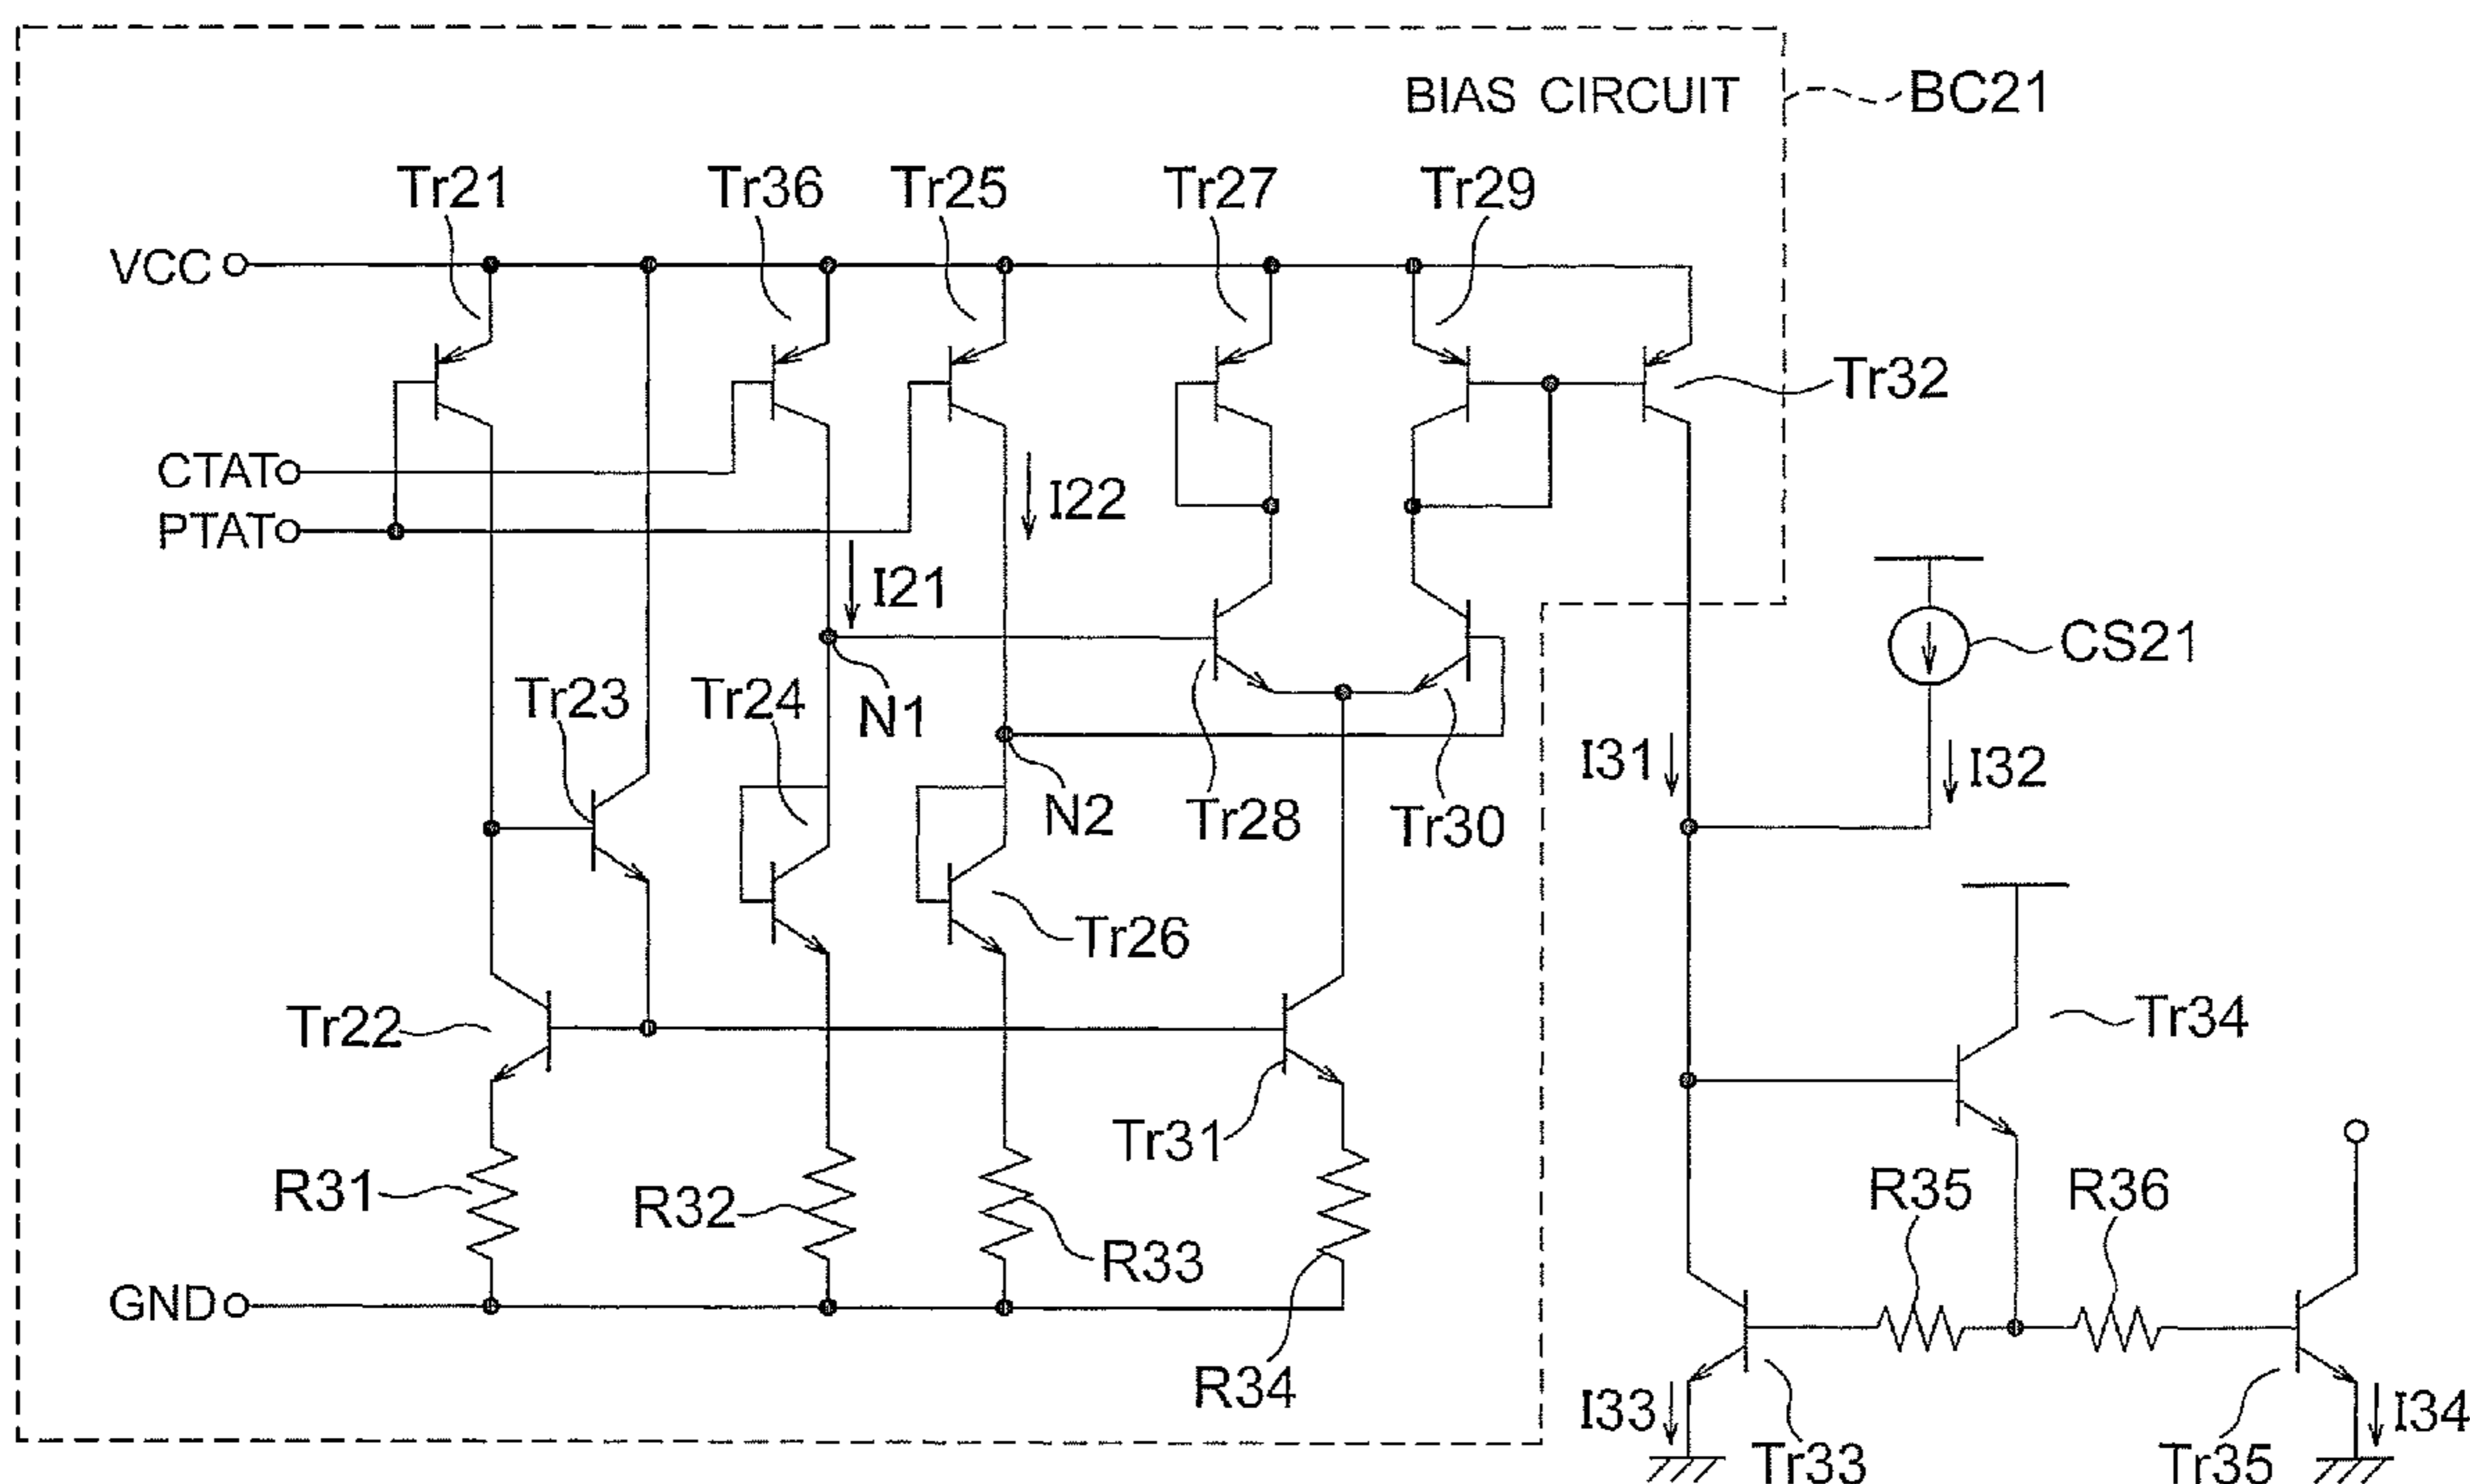 BIAS CIRCUIT
BC21
Tr21
Tr36
Tr25
Tr27
Tr29
VCC
Tr32
CTAT
PTAT
I22
I21
CS21
Tr23
Tr24
N1
N2
Tr28
Tr30
I31
I32
Tr26
Tr22
Tr34
Tr31
R31
R32
R33
R35
R36
GND
R34
I33
Tr33
Tr35
I34